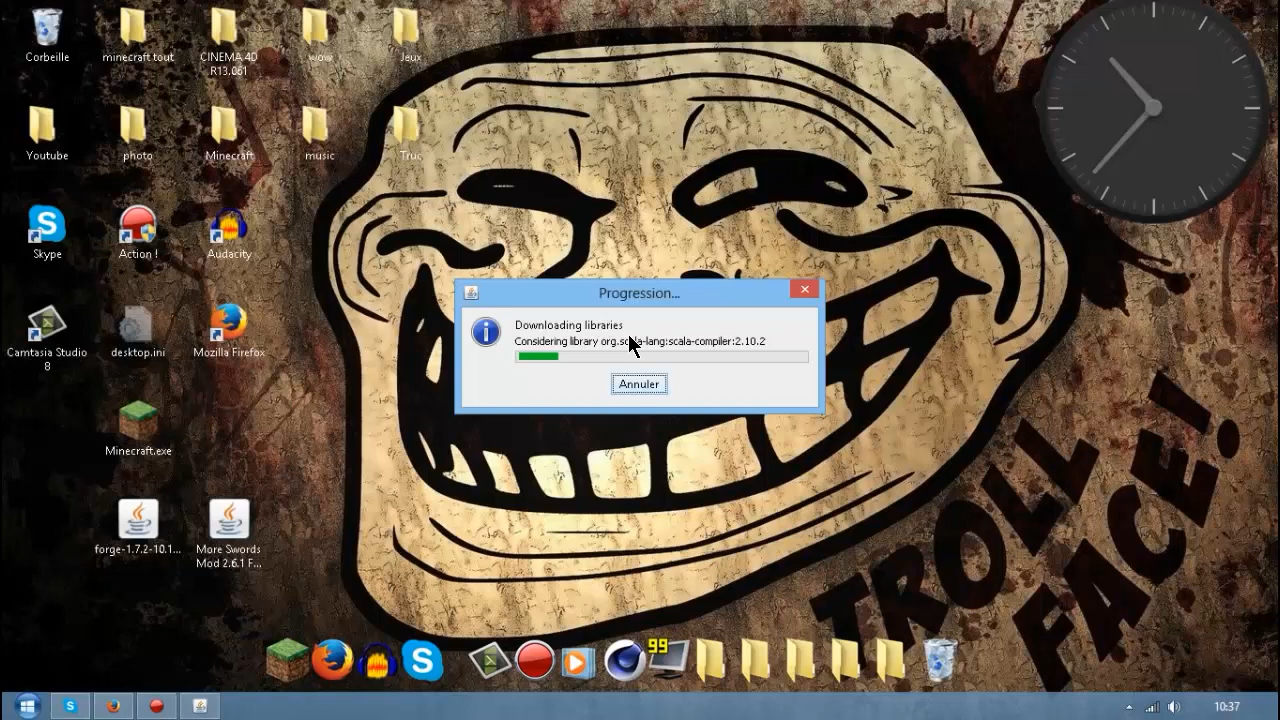 Corbeille
minecraft tout
CINEMA 4D
R13.061
wow
Jeux
Youtube
photo
Minecraft
music
Truc
Skype
Action !
Audacity
Camtasia Studio
8
desktop.ini
Mozilla Firefox
Minecraft.exe
forge-1.7.2-10.1...
More Swords
Mod 2.6.1 F...
Progression...
Downloading libraries
Considering library org.scala-lang:scala-compiler:2.10.2
Annuler
TROLL
FACE!
99
10:37